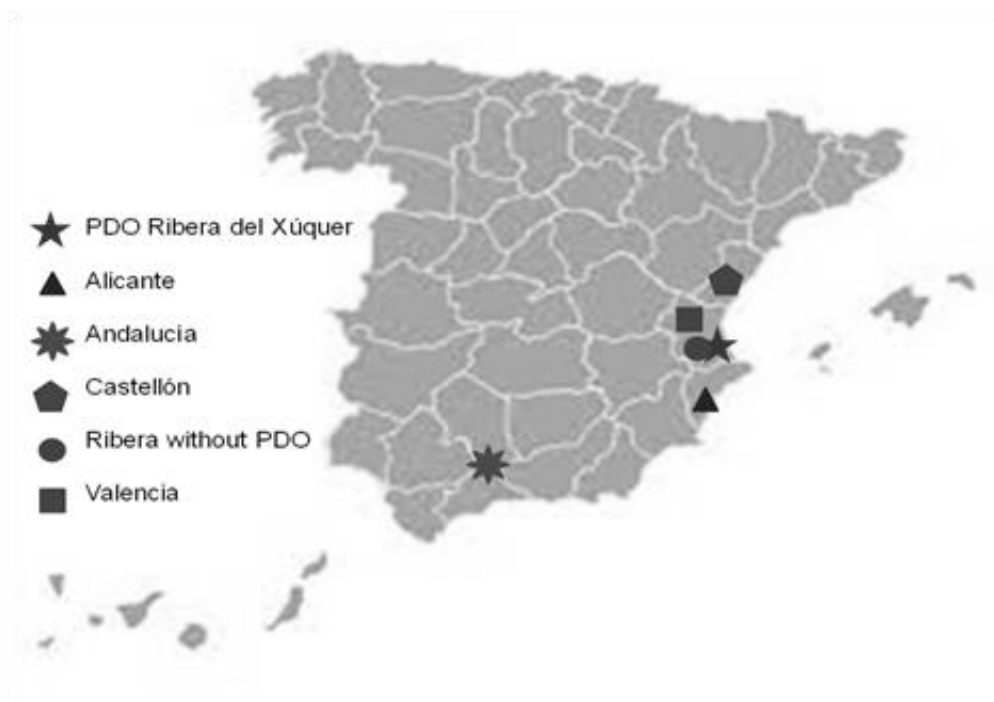 PDO Ribera del Xúquer
Alicante
Andalucia
Castellón
Ribera without PDO
Valencia